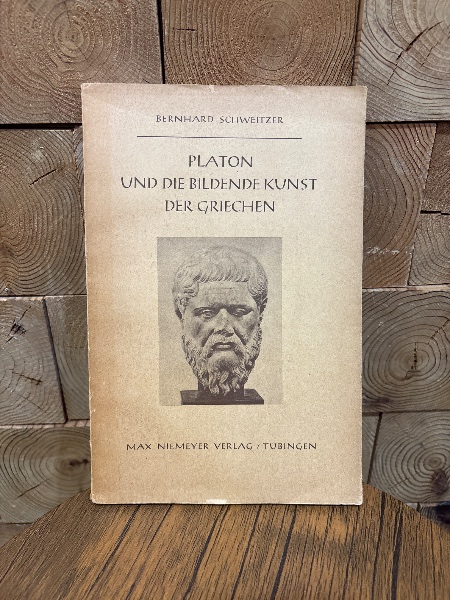 BERNHARD SCHWEITZER
PLATON
UND DIE BILDENDE KUNST
DER GRIECHEN
MAX NIEMEYER VERLAG / TÜBINGEN